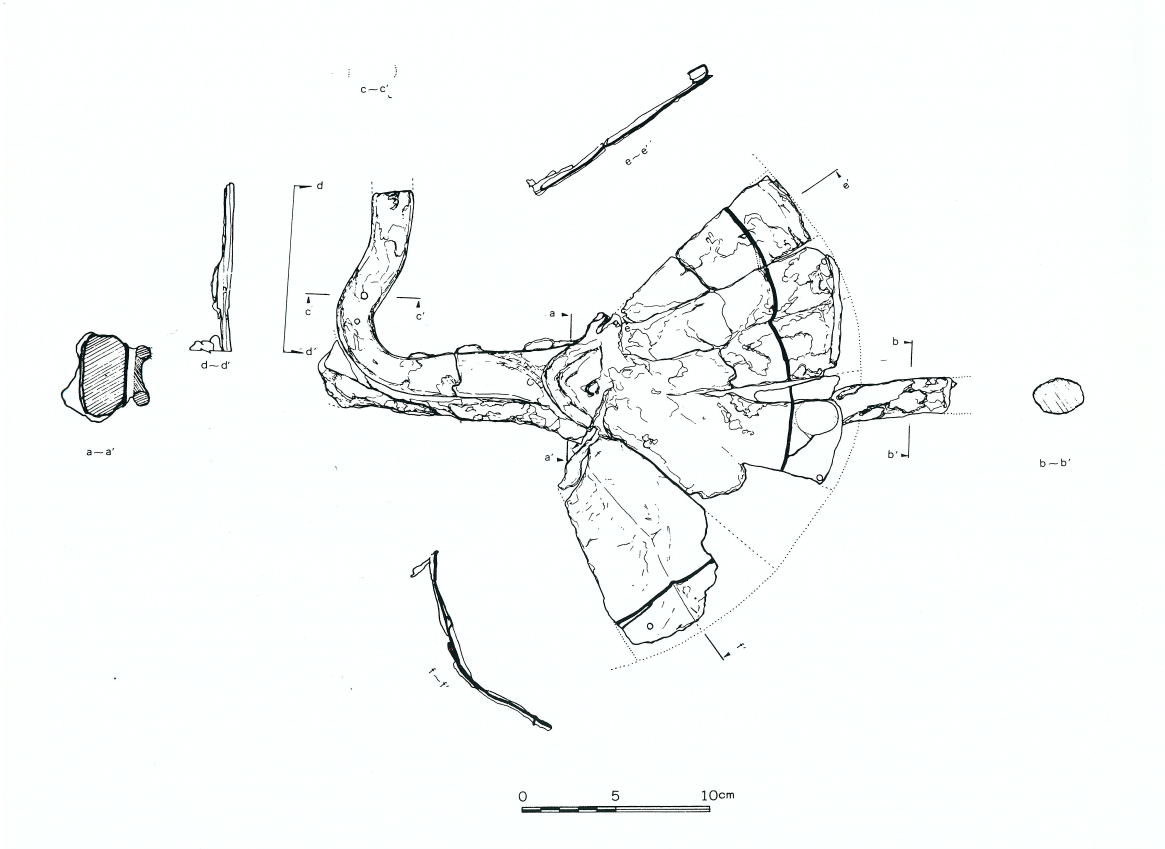 c~c′
e~e′
d
e′
c
c′
a
b
d′
d~d′
a~a′
a′
b′
b~b′
f~f′
f′
0 5 10cm